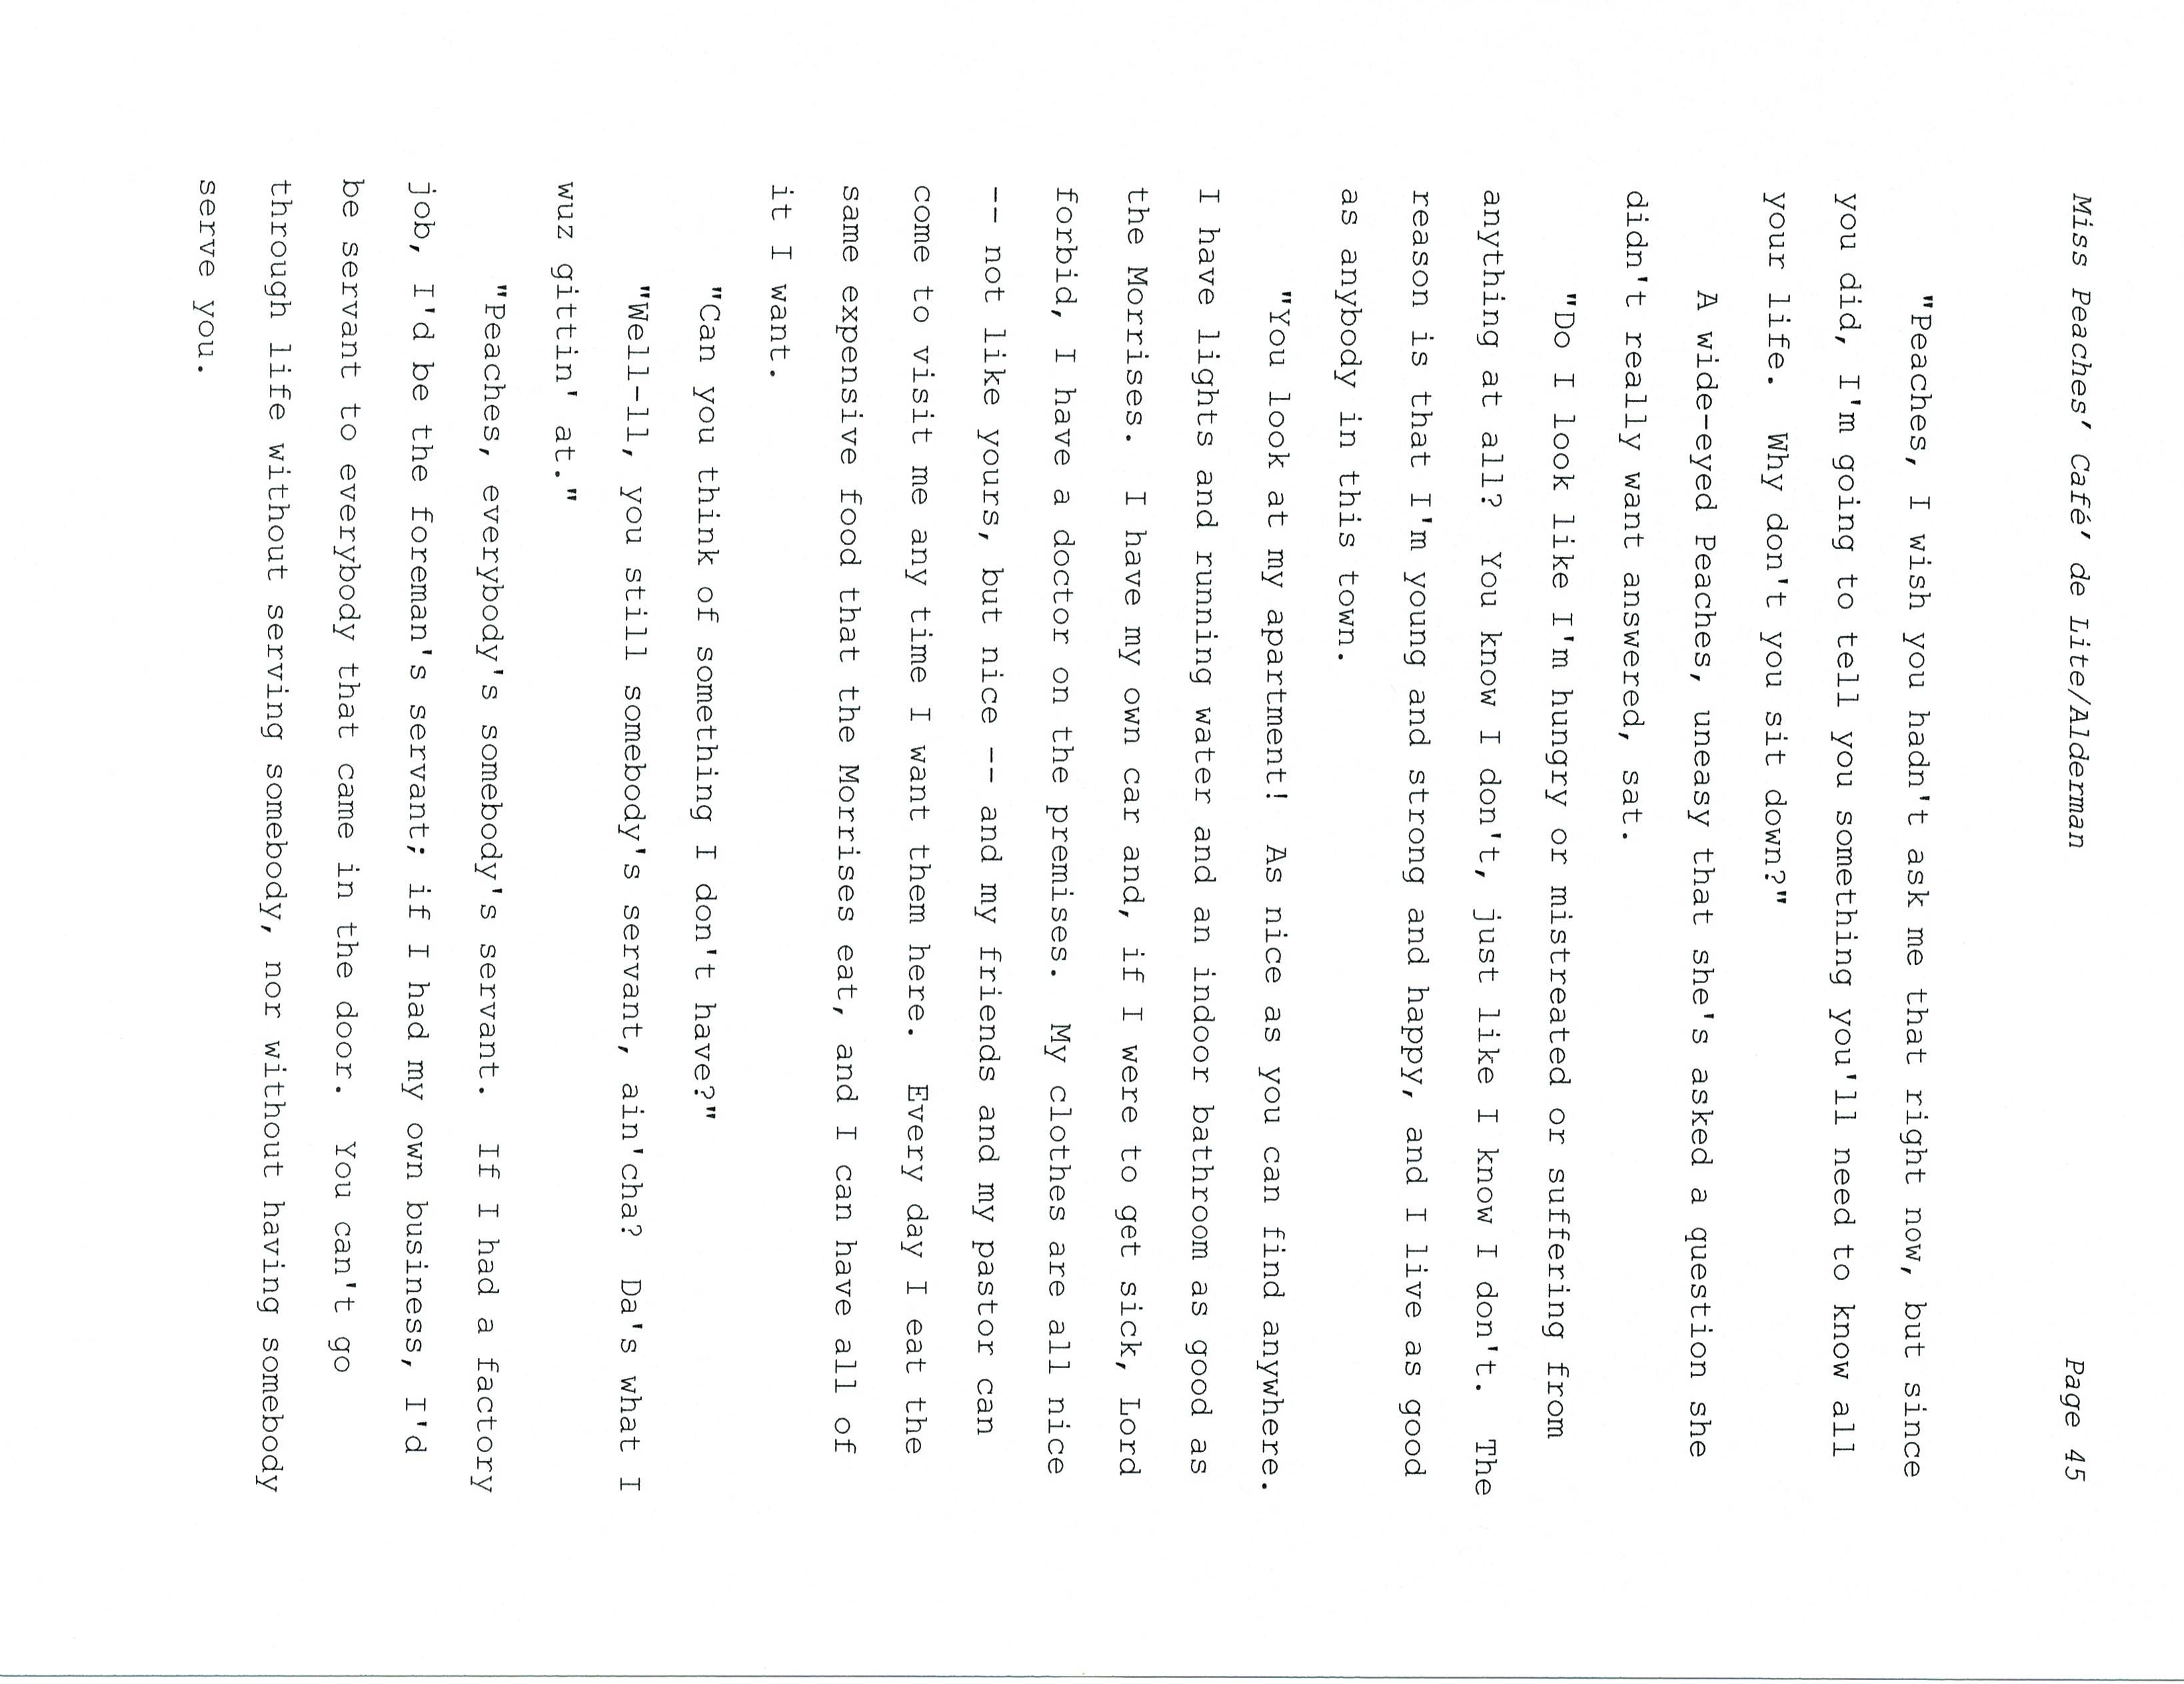 Miss Peaches' Café' de Lite/Alderman Page 45
"Peaches, I wish you hadn't ask me that right now, but since
you did, I'm going to tell you something you'll need to know all
your life.  Why don't you sit down?"
A wide-eyed Peaches, uneasy that she's asked a question she
didn't really want answered, sat.
"Do I look like I'm hungry or mistreated or suffering from
anything at all?  You know I don't, just like I know I don't.  The
reason is that I'm young and strong and happy, and I live as good
as anybody in this town.
"You look at my apartment!  As nice as you can find anywhere.
I have lights and running water and an indoor bathroom as good as
the Morrises.  I have my own car and, if I were to get sick, Lord
forbid, I have a doctor on the premises.  My clothes are all nice
-- not like yours, but nice -- and my friends and my pastor can
come to visit me any time I want them here.  Every day I eat the
same expensive food that the Morrises eat, and I can have all of
it I want.
"Can you think of something I don't have?"
"Well-ll, you still somebody's servant, ain'cha?  Da's what I
wuz gittin' at."
"Peaches, everybody's somebody's servant.  If I had a factory
job, I'd be the foreman's servant; if I had my own business, I'd
be servant to everybody that came in the door.  You can't go
through life without serving somebody, nor without having somebody
serve you.